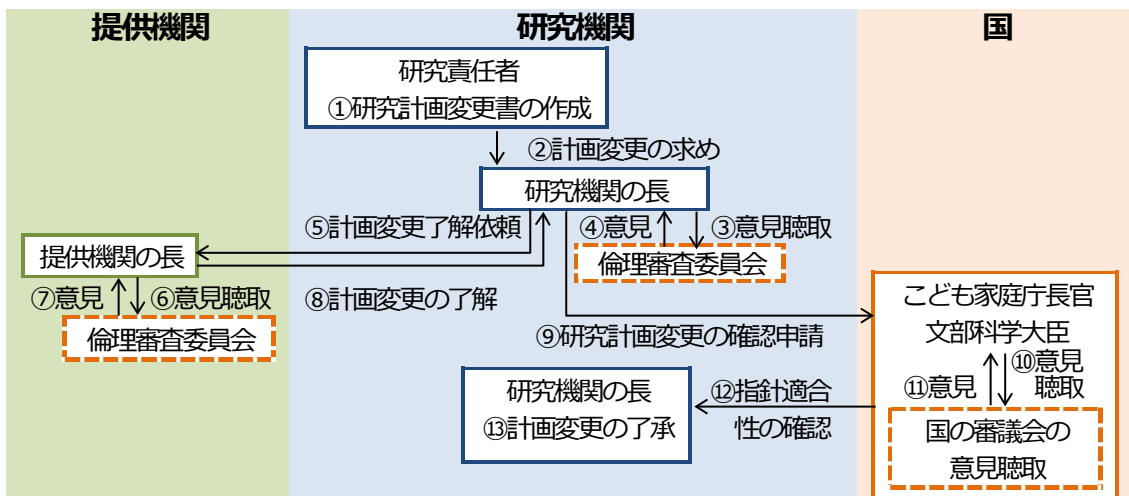 提供機関
研究機関
国
研究責任者
①研究計画変更書の作成
②計画変更の求め
研究機関の長
⑤計画変更了解依頼
④意見
③意見聴取
倫理審査委員会
提供機関の長
⑦意見
⑥意見聴取
倫理審査委員会
⑧計画変更の了解
⑨研究計画変更の確認申請
こども家庭庁長官
文部科学大臣
⑪意見
⑩意見
聴取
国の審議会の
意見聴取
⑫指針適合
性の確認
研究機関の長
⑬計画変更の了承